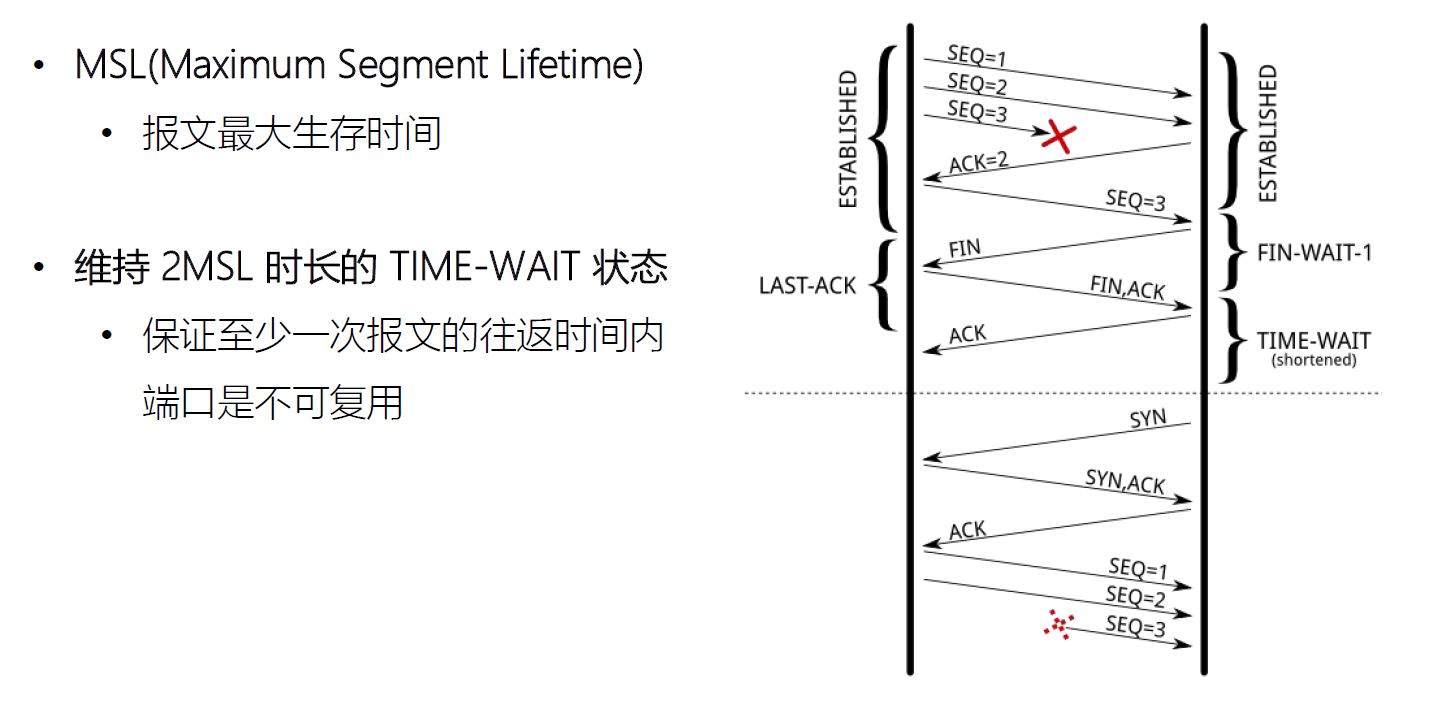 MSL(Maximum Segment Lifetime)
报文最大生存时间
维持 2MSL 时长的 TIME-WAIT 状态
保证至少一次报文的往返时间内
端口是不可复用
ESTABLISHED
SEQ=1
SEQ=2
SEQ=3
ACK=2
SEQ=3
ESTABLISHED
FIN
FIN-WAIT-1
LAST-ACK
FIN,ACK
ACK
TIME-WAIT
(shortened)
SYN
SYN,ACK
ACK
SEQ=1
SEQ=2
SEQ=3